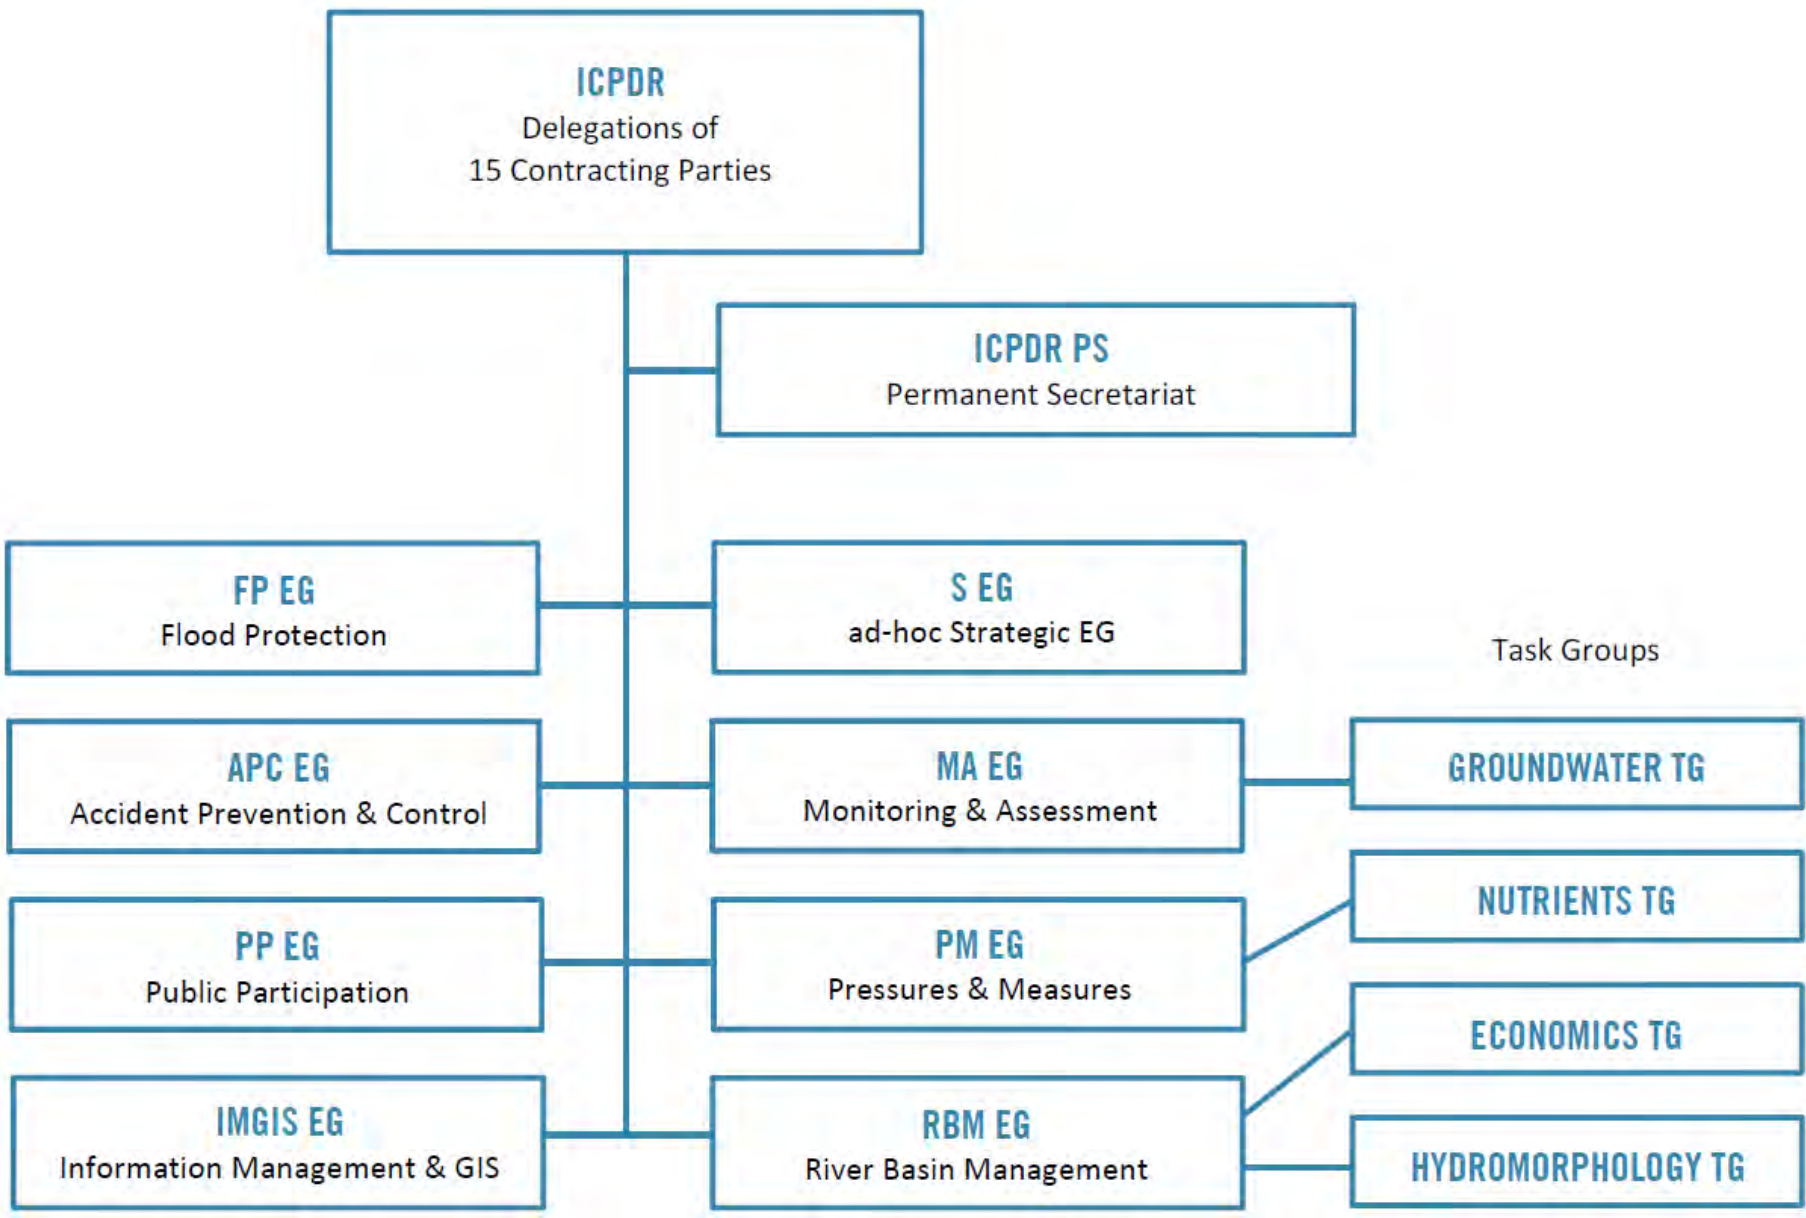 ICPDR
Delegations of
15 Contracting Parties
ICPDR PS
Permanent Secretariat
FP EG
Flood Protection
S EG
ad-hoc Strategic EG
Task Groups
APC EG
Accident Prevention & Control
MA EG
Monitoring & Assessment
GROUNDWATER TG
PP EG
Public Participation
PM EG
Pressures & Measures
NUTRIENTS TG
ECONOMICS TG
IMGIS EG
Information Management & GIS
RBM EG
River Basin Management
HYDROMORPHOLOGY TG